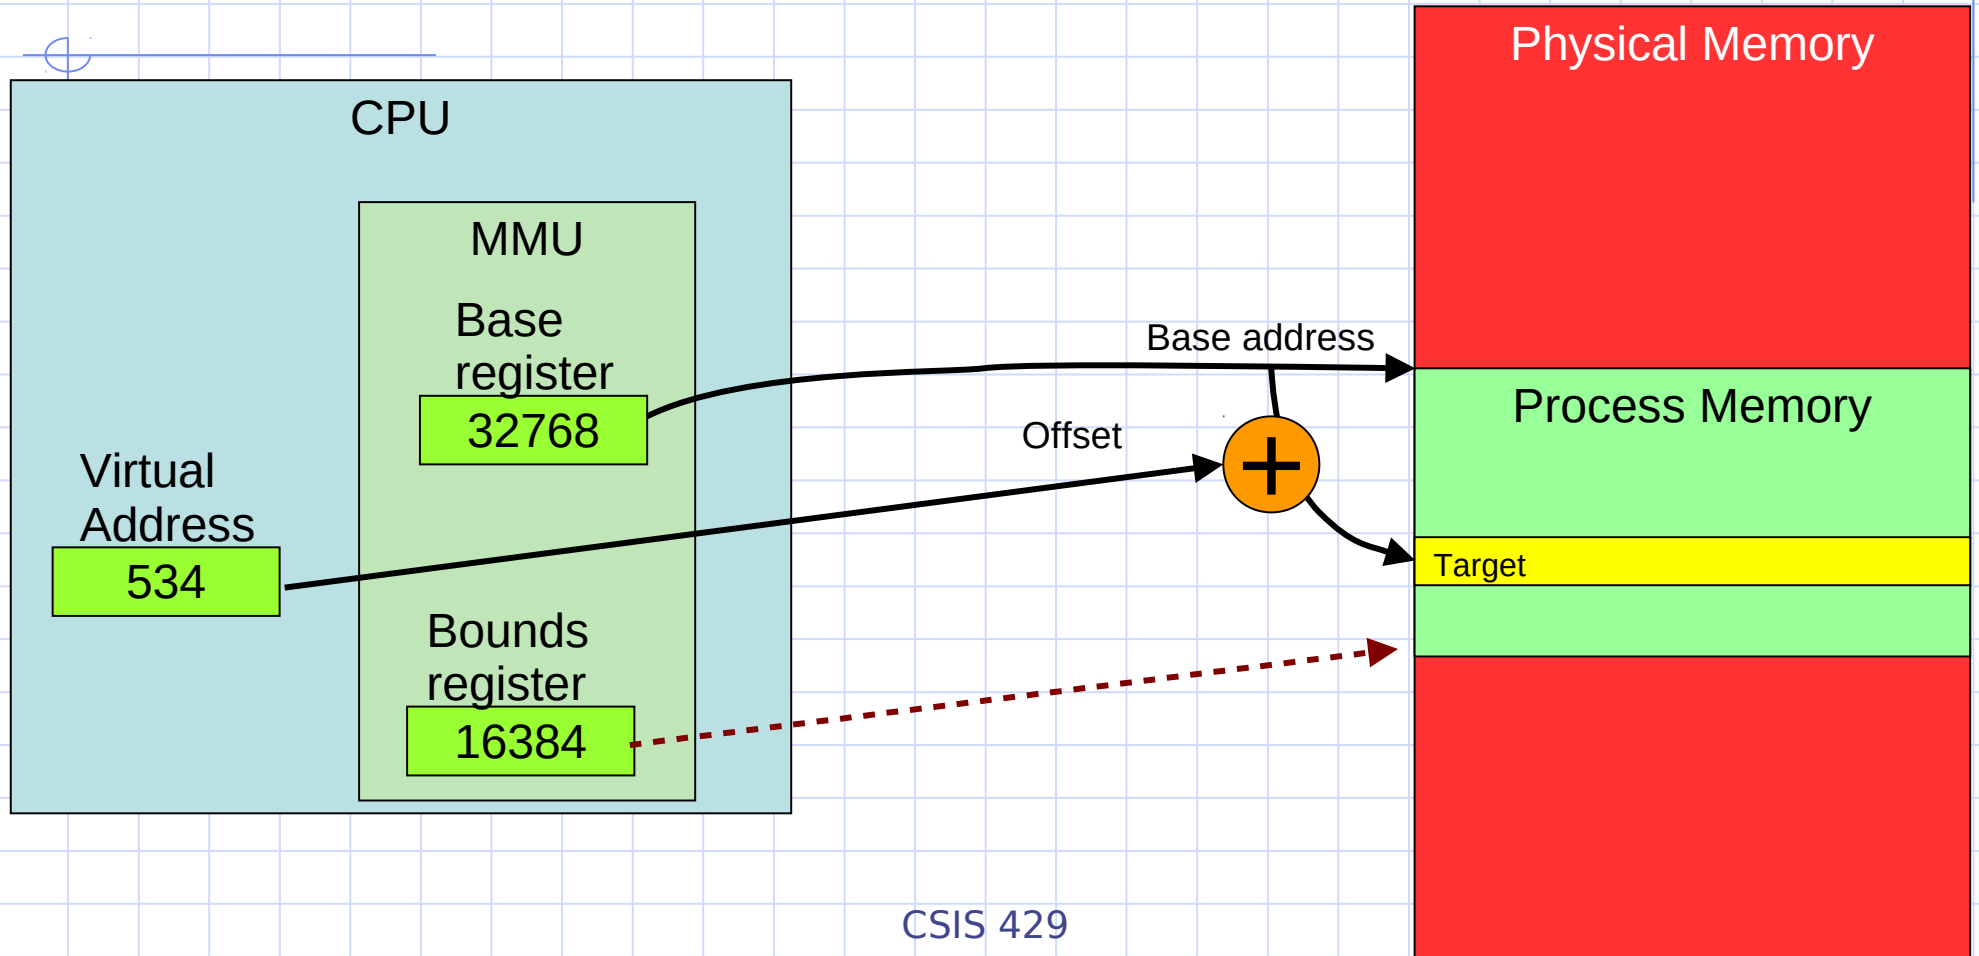 CPU
MMU
Base
register
32768
Virtual
Address
534
Bounds
register
16384
Base address
Offset
+
Physical Memory
Process Memory
Target
CSIS 429